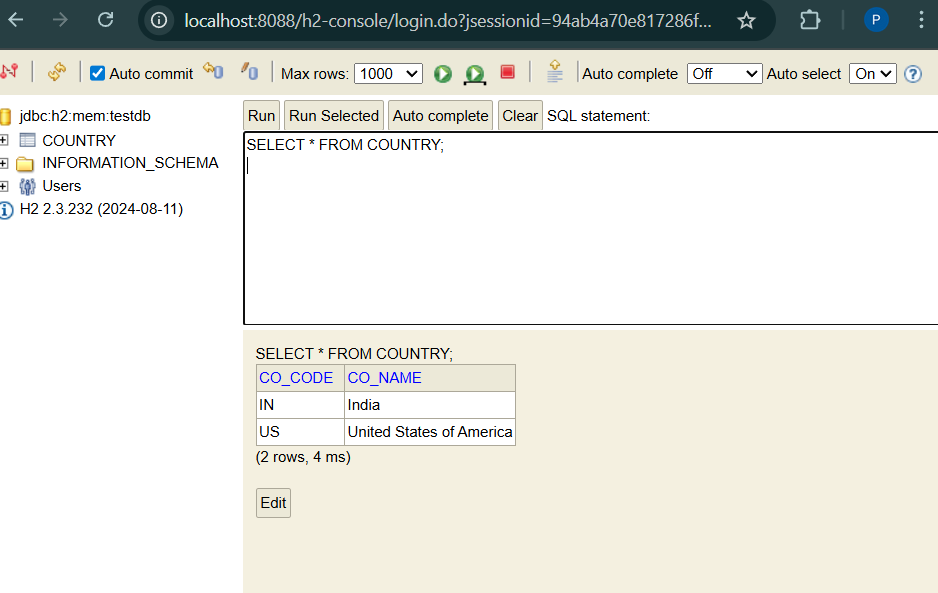 localhost:8088/h2-console/login.do?jsessionid=94ab4a70e817286f... P
Auto commit Max rows: 1000 Auto complete Off Auto select On ?
jdbc:h2:mem:testdb
COUNTRY
INFORMATION_SCHEMA
Users
H2 2.3.232 (2024-08-11)
Run Run Selected Auto complete Clear SQL statement:
SELECT * FROM COUNTRY;
SELECT * FROM COUNTRY;
CO_CODE CO_NAME
IN India
US United States of America
(2 rows, 4 ms)
Edit